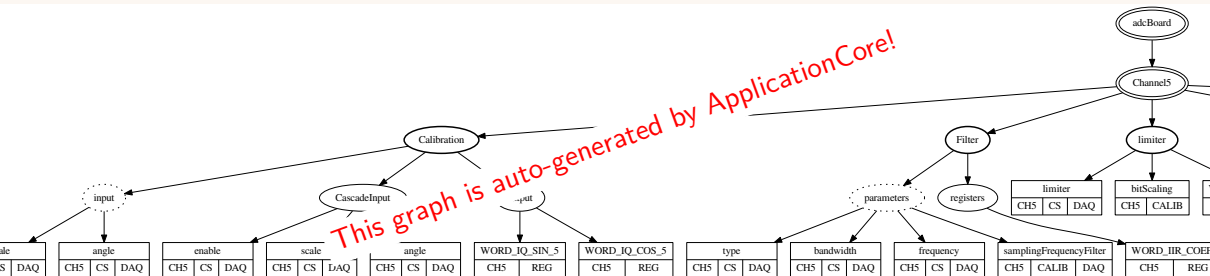 adcBoard
Channel5
This graph is auto-generated by ApplicationCore!
Calibration
Filter
limiter
input
CascadeInput
parameters
registers
limiter
CH5 CS DAQ
bitScaling
CH5 CALIB
DAQ
angle
CH5 CS DAQ
enable
CH5 CS DAQ
scale
CH5 CS
angle
CH5 CS DAQ
WORD_IQ_SIN_5
CH5 REG
WORD_IQ_COS_5
CH5 REG
type
CH5 CS DAQ
bandwidth
CH5 CS DAQ
frequency
CH5 CS DAQ
samplingFrequencyFilter
CH5 CALIB DAQ
CH5 REG